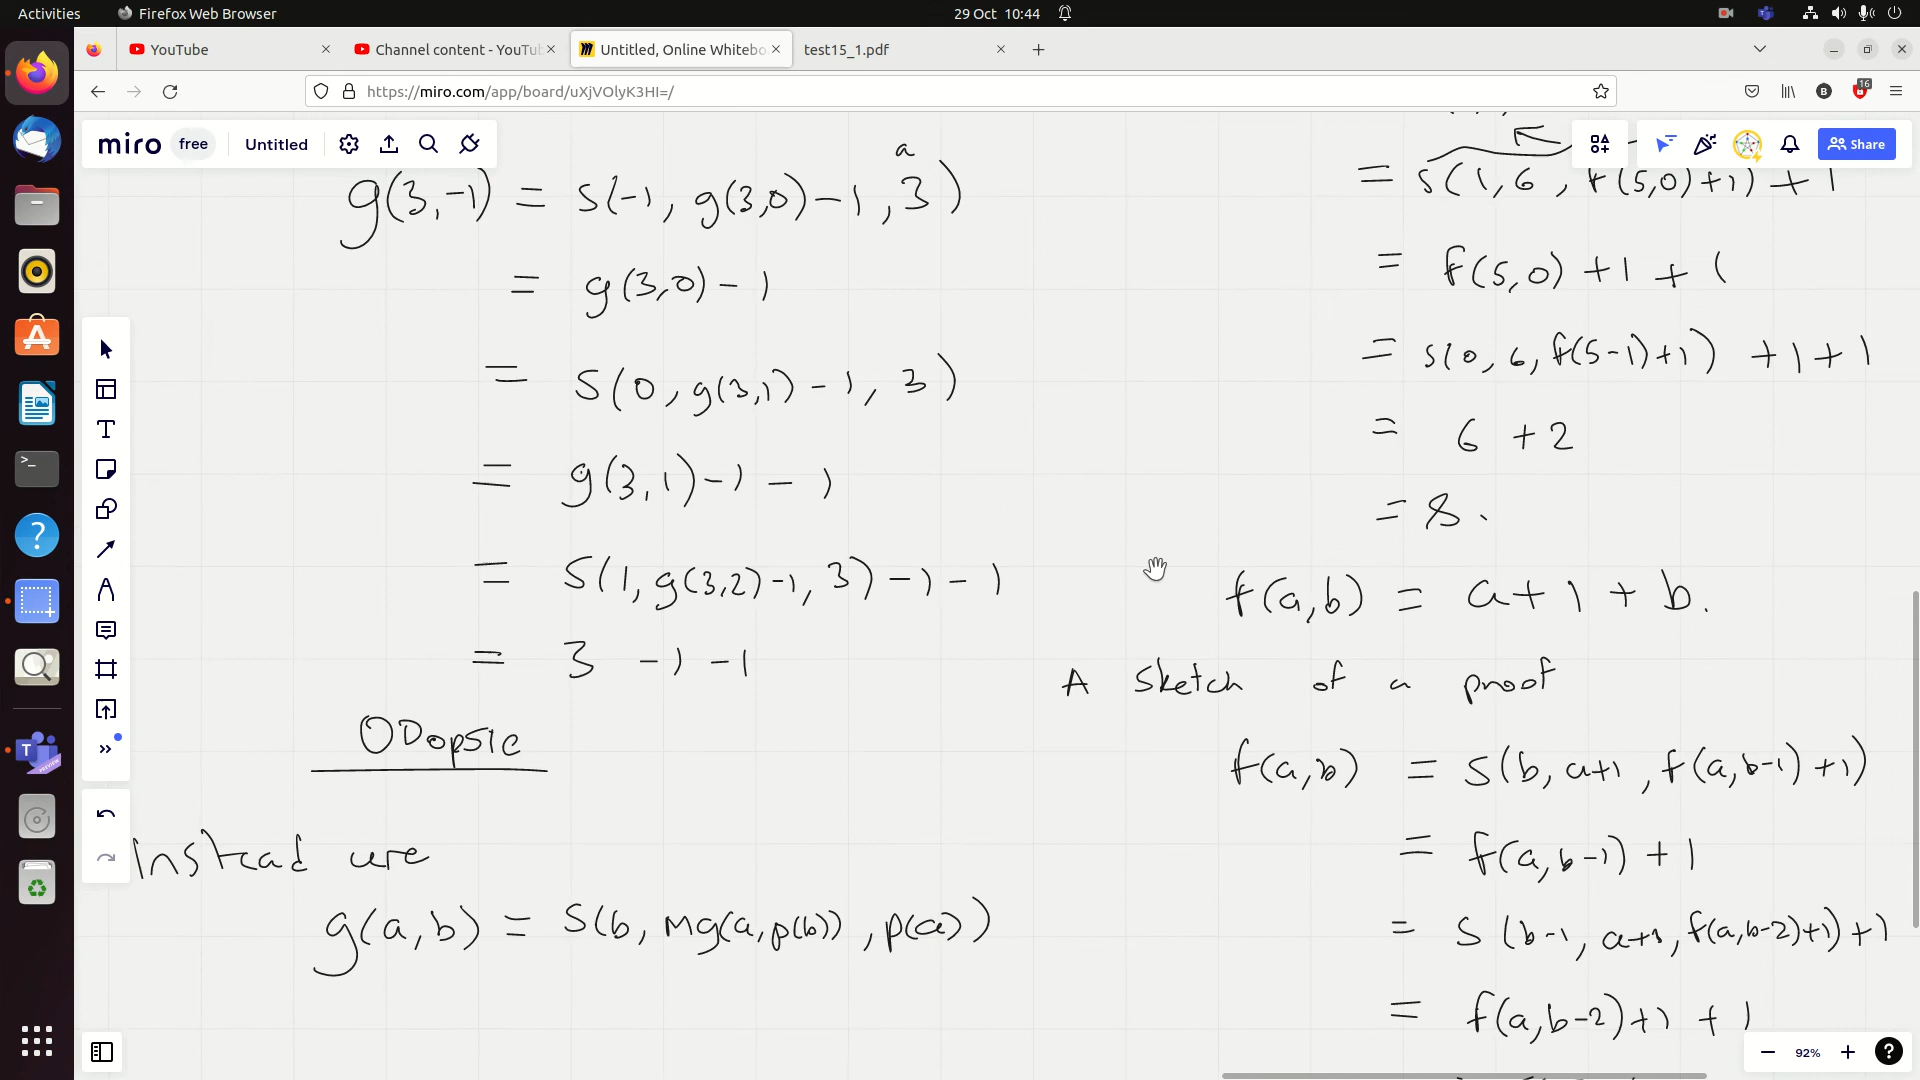 Activities Firefox Web Browser 29 Oct 10:44
YouTube
Channel content - YouTub
Untitled, Online Whitebo
test15_1.pdf
https://miro.com/app/board/uXjVOlyK3HI=/
16
miro free Untitled
Share
a
g(3,-1) = s(-1, g(3,0)-1, 3)
= g(3,0) - 1
= s(0, g(3,1) - 1, 3)
= g(3,1) - 1 - 1
= s(1, g(3,2)-1, 3) - 1 - 1
= 3 - 1 - 1
Instead
g(a,b) = s(b, mg(a,p(b)), p(a))
= s(1, 6, f(5,0)+1) + 1
= f(5,0) + 1 + 1
= s(0, 6, f(5-1)+1) + 1 + 1
= 6 + 2
= 8.
f(a,b) = a + 1 + b.
A sketch of a proof
f(a,b) = s(b, a+1, f(a,b-1)+1)
= f(a,b-1) + 1
= s(b-1, a+1, f(a,b-2)+1) + 1
= f(a,b-2)+1 + 1
92%